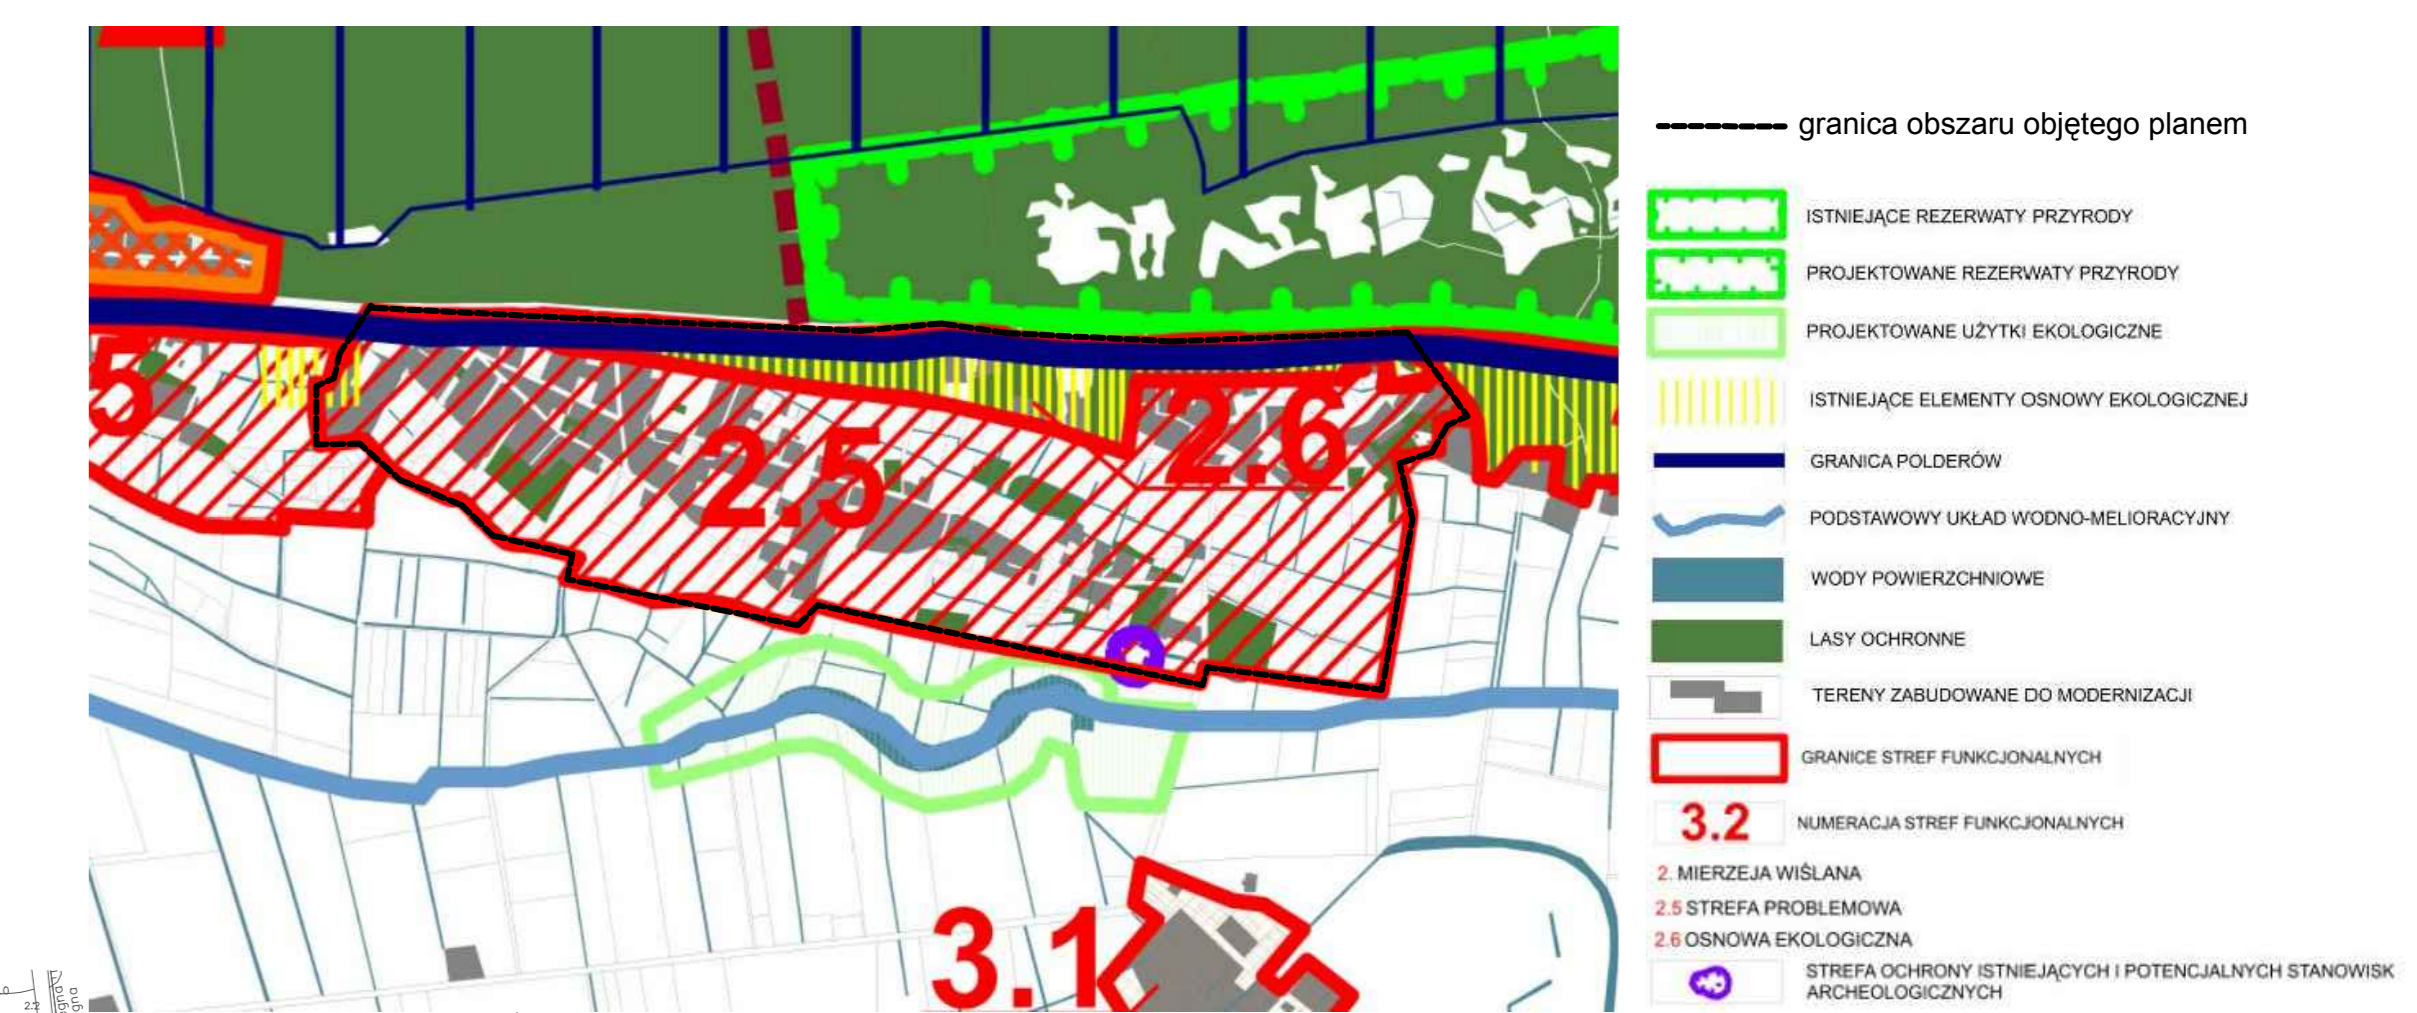 5
2.5
2.6
3.1
2.2
granica obszaru objętego planem
ISTNIEJĄCE REZERWATY PRZYRODY
PROJEKTOWANE REZERWATY PRZYRODY
PROJEKTOWANE UŻYTKI EKOLOGICZNE
ISTNIEJĄCE ELEMENTY OSNOWY EKOLOGICZNEJ
GRANICA POLDERÓW
PODSTAWOWY UKŁAD WODNO-MELIORACYJNY
WODY POWIERZCHNIOWE
LASY OCHRONNE
TERENY ZABUDOWANE DO MODERNIZACJI
GRANICE STREF FUNKCJONALNYCH
3.2 NUMERACJA STREF FUNKCJONALNYCH
2. MIERZEJA WIŚLANA
2.5 STREFA PROBLEMOWA
2.6 OSNOWA EKOLOGICZNA
STREFA OCHRONY ISTNIEJĄCYCH I POTENCJALNYCH STANOWISK
ARCHEOLOGICZNYCH